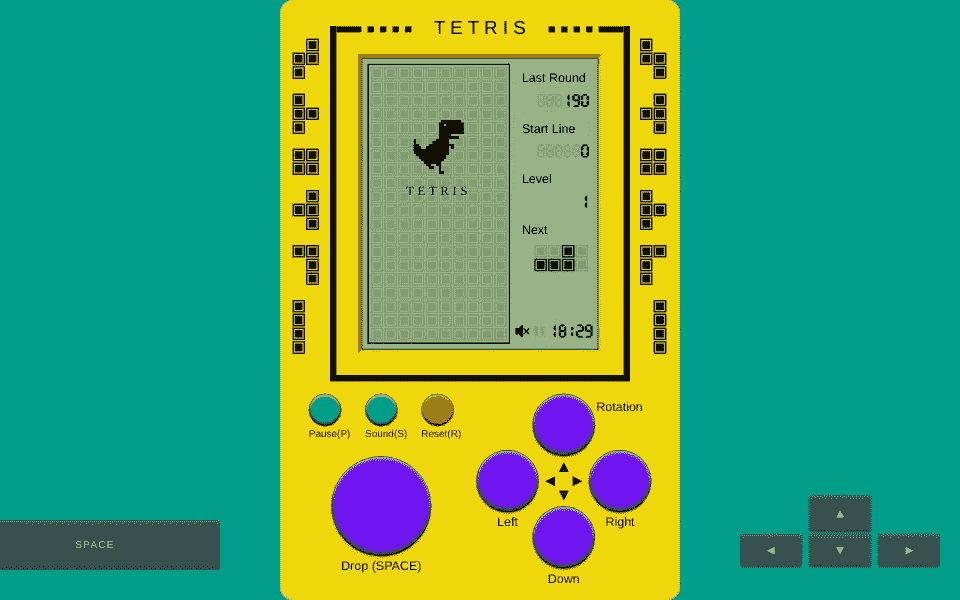 TETRIS
Last Round
190
Start Line
0
TETRIS
Level
1
Next
18:29
Rotation
Pause(P)
Sound(S)
Reset(R)
Left
Right
SPACE
Drop (SPACE)
Down